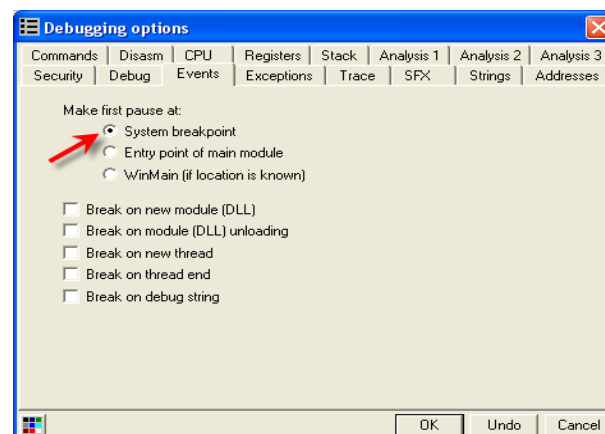 Debugging options
Commands Disasm CPU Registers Stack Analysis 1 Analysis 2 Analysis 3
Security Debug Events Exceptions Trace SFX Strings Addresses
Make first pause at:
System breakpoint
Entry point of main module
WinMain (if location is known)
Break on new module (DLL)
Break on module (DLL) unloading
Break on new thread
Break on thread end
Break on debug string
OK Undo Cancel